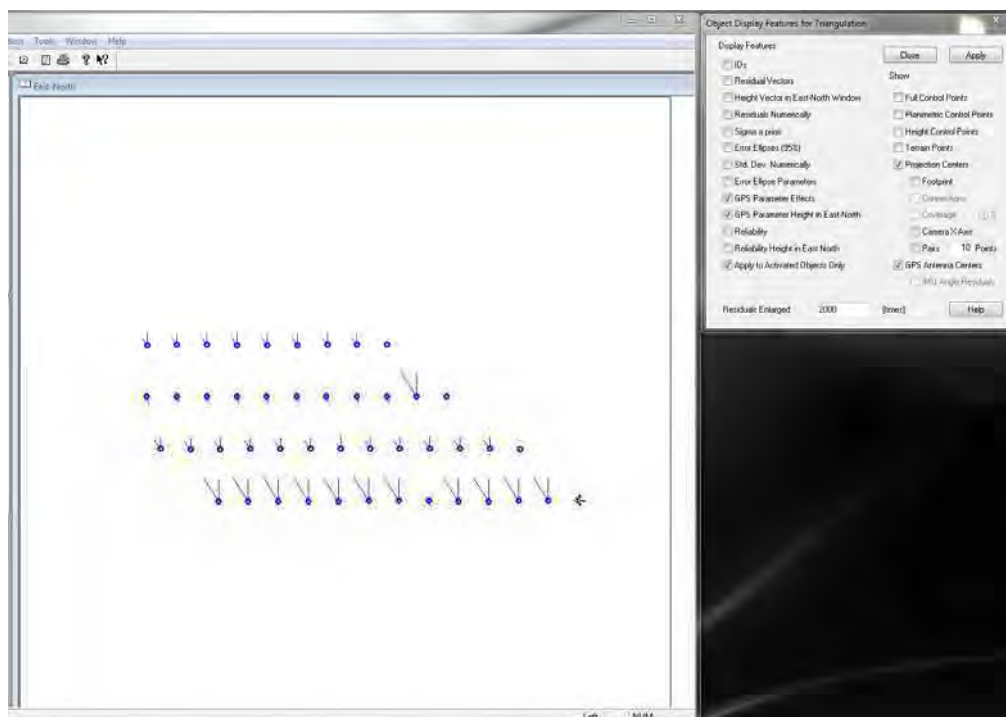 Tools Window Help
East-North
Object Display Features for Triangulation
Display Features
Close
Apply
IDs
Show
Residual Vectors
Height Vector in East-North Window
Full Control Points
Residuals Numerically
Planimetric Control Points
Sigma a priori
Height Control Points
Error Ellipses (95%)
Terrain Points
Std. Dev. Numerically
Projection Centers
Error Ellipse Parameters
Footprint
GPS Parameter Effects
Connections
GPS Parameter Height in East North
Coverage
Reliability
Camera X Axis
Reliability Height in East North
Pairs 10 Points
Apply to Activated Objects Only
GPS Antenna Centers
IMU Angle Residuals
Residuals Enlarged 2000 [times] Help
NUM